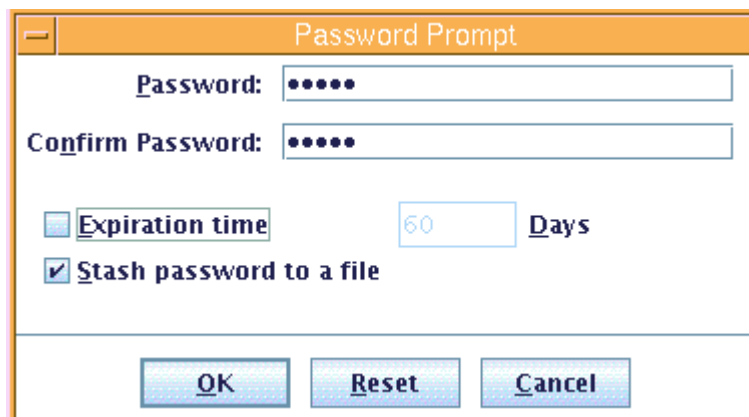 Password Prompt
Password: •••••
Confirm Password: •••••
Expiration time 60 Days
Stash password to a file
OK Reset Cancel